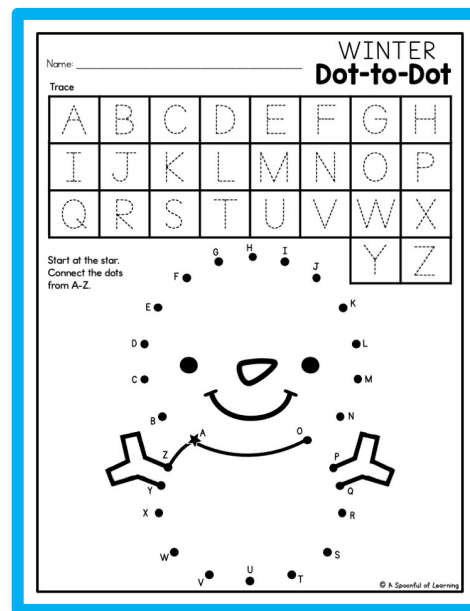 WINTER
Name:
Dot-to-Dot
Trace
A B C D E F G H
I J K L M N O P
Q R S T U V W X
Y Z
Start at the star.
Connect the dots
from A-Z.
H
G I
F J
E K
D L
C M
B N
A O
Z P
Y Q
X R
W S
V U T
© A Spoonful of Learning